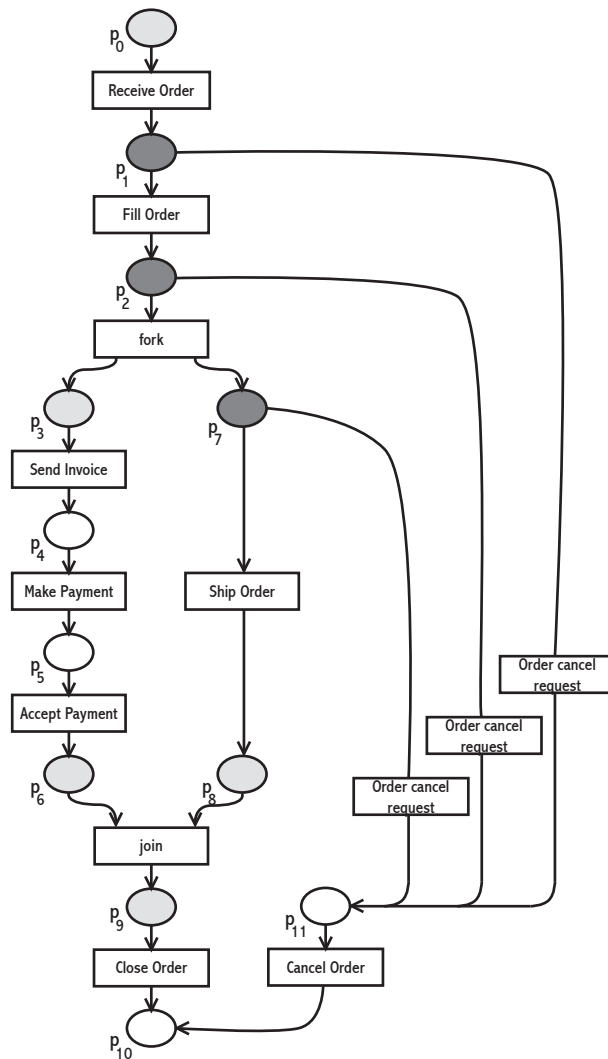 p0
Receive Order
p1
Fill Order
p2
fork
p3
p7
Send Invoice
p4
Make Payment
Ship Order
p5
Order cancel
request
Accept Payment
Order cancel
request
p6
p8
Order cancel
request
join
p9
p11
Close Order
Cancel Order
p10